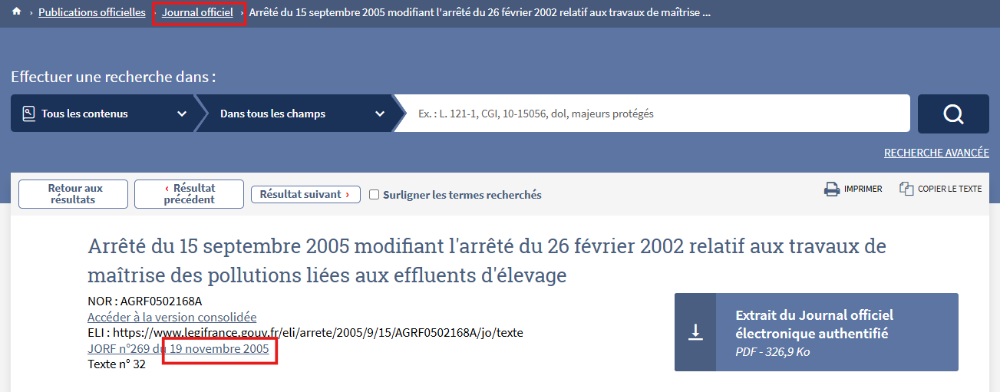 › Publications officielles › Journal officiel › Arrêté du 15 septembre 2005 modifiant l'arrêté du 26 février 2002 relatif aux travaux de maîtrise ...
Effectuer une recherche dans :
Tous les contenus Dans tous les champs Ex. : L. 121-1, CGI, 10-15056, dol, majeurs protégés
RECHERCHE AVANCÉE
Retour aux
résultats
‹ Résultat
précédent
Résultat suivant ›
Surligner les termes recherchés
IMPRIMER
COPIER LE TEXTE
Arrêté du 15 septembre 2005 modifiant l'arrêté du 26 février 2002 relatif aux travaux de
maîtrise des pollutions liées aux effluents d'élevage
NOR : AGRF0502168A
Accéder à la version consolidée
ELI : https://www.legifrance.gouv.fr/eli/arrete/2005/9/15/AGRF0502168A/jo/texte
JORF n°269 du 19 novembre 2005
Texte n° 32
Extrait du Journal officiel
électronique authentifié
PDF - 326,9 Ko